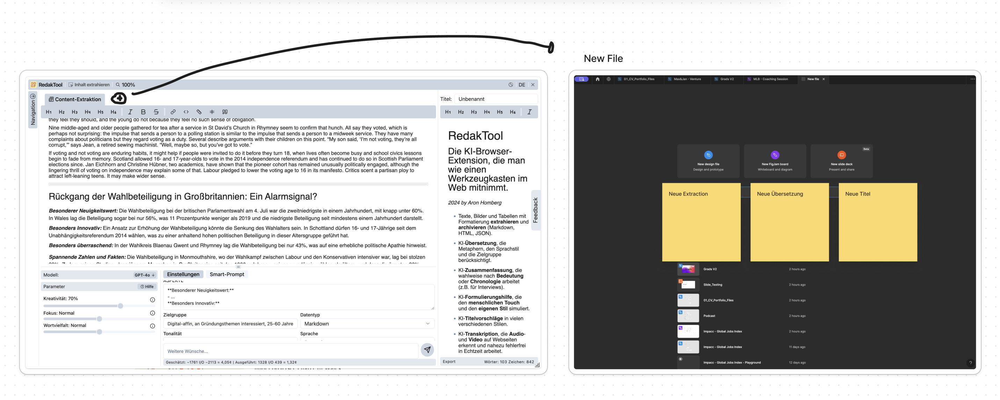 New File
RedakTool
Inhalt extrahieren
100%
DE
Navigation
Content-Extraktion
H1 H2 H3 H4 H5 H6
they feel they should, and the young do not because they feel no such sense of obligation.
Nine middle-aged and older people gathered for tea after a service in St David's Church in Rhymney seem to confirm that hunch. All say they voted, which is
perhaps not surprising: the impulse that sends a person to a polling station is similar to the impulse that sends a person to a midweek service. They have many
complaints about politicians but they regard voting as a duty. Several describe arguments with their children on this point. “My son said, ‘I'm not voting, they're all
corrupt,'” says Jean, a retired sewing machinist. “Well, maybe so, but you've got to vote.”
If voting and not voting are enduring habits, it might help if people were invited to do it before they turn 18, when lives often become busy and school civics lessons
begin to fade from memory. Scotland allowed 16- and 17-year-olds to vote in the 2014 independence referendum and has continued to do so in Scottish Parliament
elections since. Jan Eichhorn and Christine Hübner, two academics, have shown that the pioneer cohort has remained unusually politically engaged, although the
lingering thrill of voting on independence may explain some of that. Labour pledged to lower the voting age to 16 in its manifesto. Critics scent a partisan ploy to
attract left-leaning teens. It may make wider sense.
Rückgang der Wahlbeteiligung in Großbritannien: Ein Alarmsignal?
Besonderer Neuigkeitswert: Die Wahlbeteiligung bei der britischen Parlamentswahl am 4. Juli war die zweitniedrigste in einem Jahrhundert, mit knapp unter 60%.
In Wales lag die Beteiligung sogar bei nur 56%, was 11 Prozentpunkte weniger als 2019 und die niedrigste Beteiligung seit mindestens einem Jahrhundert darstellt.
Besonders Innovativ: Ein Ansatz zur Erhöhung der Wahlbeteiligung könnte die Senkung des Wahlalters sein. In Schottland dürfen 16- und 17-Jährige seit dem
Unabhängigkeitsreferendum 2014 wählen, was zu einer anhaltend hohen politischen Beteiligung in dieser Altersgruppe geführt hat.
Besonders überraschend: In der Wahlkreis Blaenau Gwent und Rhymney lag die Wahlbeteiligung bei nur 43%, was auf eine erhebliche politische Apathie hinweist.
Spannende Zahlen und Fakten: Die Wahlbeteiligung in Monmouthshire, wo der Wahlkampf zwischen Labour und den Konservativen intensiver war, lag bei stolzen
Modell:
GPT-4o
Parameter
Hilfe
Kreativität: 70%
Fokus: Normal
Wortvielfalt: Normal
Einstellungen
Smart-Prompt
ASPEKTE
**Besonderer Neuigkeitswert:**
- ...
**Besonders Innovativ:**
Zielgruppe
Digital-affin, an Gründungsthemen interessiert, 25-60 Jahre
Datentyp
Markdown
Tonalität
Sprache
Weitere Wünsche...
Geschätzt: ~1761 I/O ~2113 ≈ 4,05¢ | Ausgeführt: 1328 I/O 439 = 1,32¢
Titel:
Unbenannt
H1 H2 H3 H4 H5 H6
RedakTool
Die KI-Browser-
Extension, die man
wie einen
Werkzeugkasten im
Web mitnimmt.
2024 by Aron Homberg
• Texte, Bilder und Tabellen mit
Formatierung extrahieren und
archivieren (Markdown,
HTML, JSON).
• KI-Übersetzung, die
Metaphern, den Sprachstil
und die Zielgruppe
berücksichtigt.
• KI-Zusammenfassung, die
wahlweise nach Bedeutung
oder Chronologie arbeitet
(z.B. für Interviews).
• KI-Formulierungshilfe, die
den menschlichen Touch
und den eigenen Stil simuliert.
• KI-Titelvorschläge in vielen
verschiedenen Stilen.
• KI-Transkription, die Audio-
und Video auf Webseiten
erkennt und nahezu fehlerfrei
in Echtzeit arbeitet.
Feedback
Export
Wörter: 103 Zeichen: 842
01_CV_Portfolio_Files
Max&Jan - Venture
Grads V2
MLB - Coaching Session
New file
New design file
Design and prototype
New FigJam board
Whiteboard and diagram
Beta
New slide deck
Present and share
Neue Extraction
Neue Übersetzung
Neue Titel
Grads V2 2 hours ago
Slide_Testing 2 hours ago
01_CV_Portfolio_Files 2 hours ago
Podcast 2 hours ago
Impacc - Global Jobs Index 2 hours ago
Impacc - Global Jobs Index 11 days ago
Impacc - Global Jobs Index - Playground 12 days ago